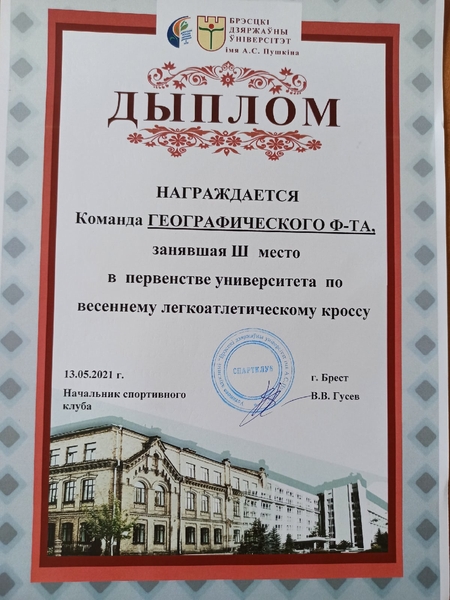 БРЭСЦКІ
ДЗЯРЖАЎНЫ
ЎНІВЕРСІТЭТ
імя А.С. Пушкіна
ДЫПЛОМ
НАГРАЖДАЕТСЯ
Команда ГЕОГРАФИЧЕСКОГО Ф-ТА,
занявшая Ш место
в первенстве университета по
весеннему легкоатлетическому кроссу
СПАРТКЛУБ
13.05.2021 г.
г. Брест
Начальник спортивного
клуба
В.В. Гусев